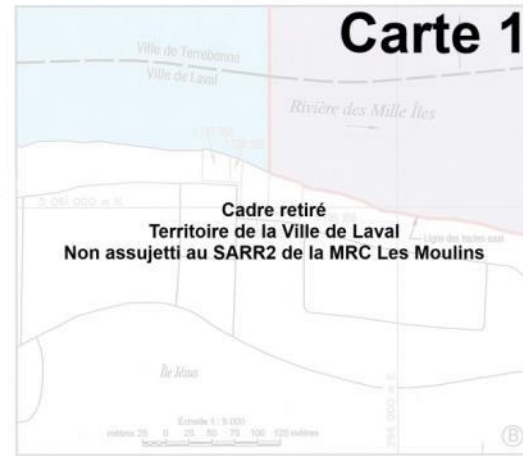 Carte 1
Ville de Terrebonne
Ville de Laval
Rivière des Mille Îles
5 061 000 m N.
Cadre retiré
Territoire de la Ville de Laval
Non assujetti au SARR2 de la MRC Les Moulins
Ligne des hautes eaux
Île Jésus
Échelle 1 : 5 000
mètres 25 0 25 50 75 100 125 mètres
294 000 m E.
B